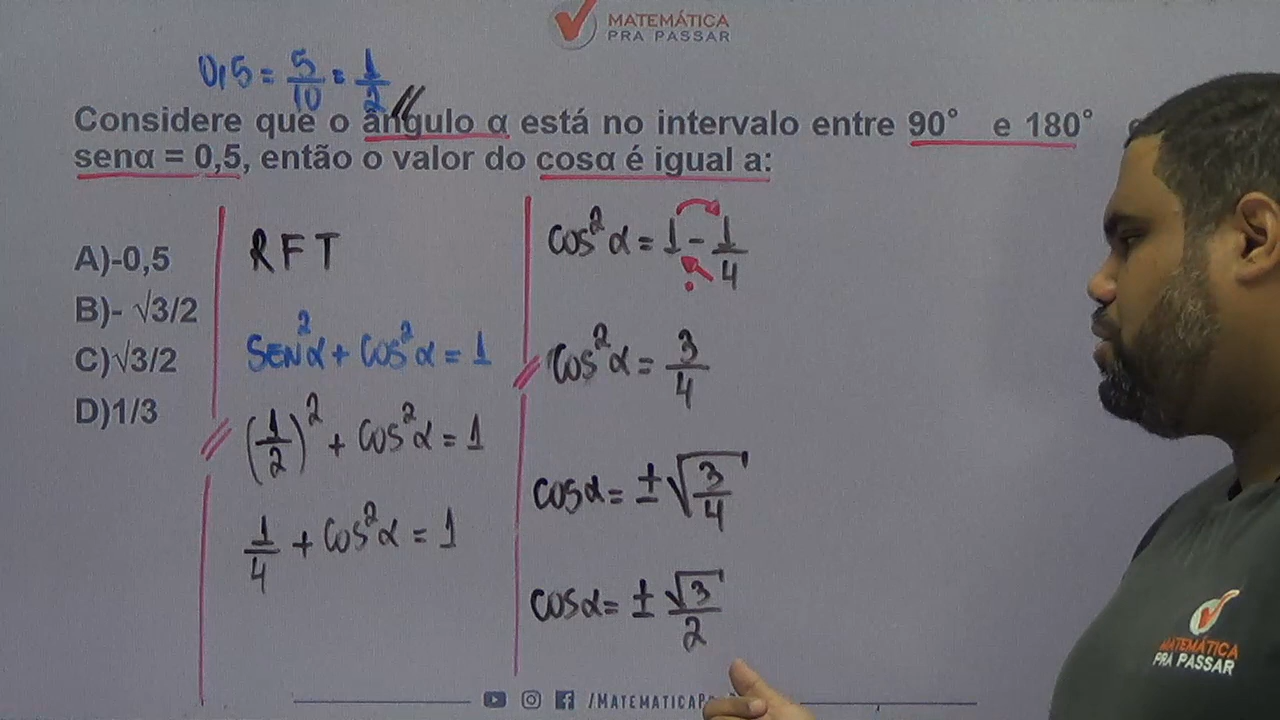 MATEMÁTICA
PRA PASSAR
0,5 = 5/10 = 1/2
Considere que o ângulo α está no intervalo entre 90° e 180° e
senα = 0,5, então o valor do cosα é igual a:
A)-0,5
B)- √3/2
C)√3/2
D)1/3
RFT
SEN²α + cos²α = 1
(1/2)² + cos²α = 1
1/4 + cos²α = 1
cos²α = 1 - 1/4
cos²α = 3/4
cosα = ± √(3/4)
cosα = ± √3/2
MATEMÁTICA
PRA PASSAR